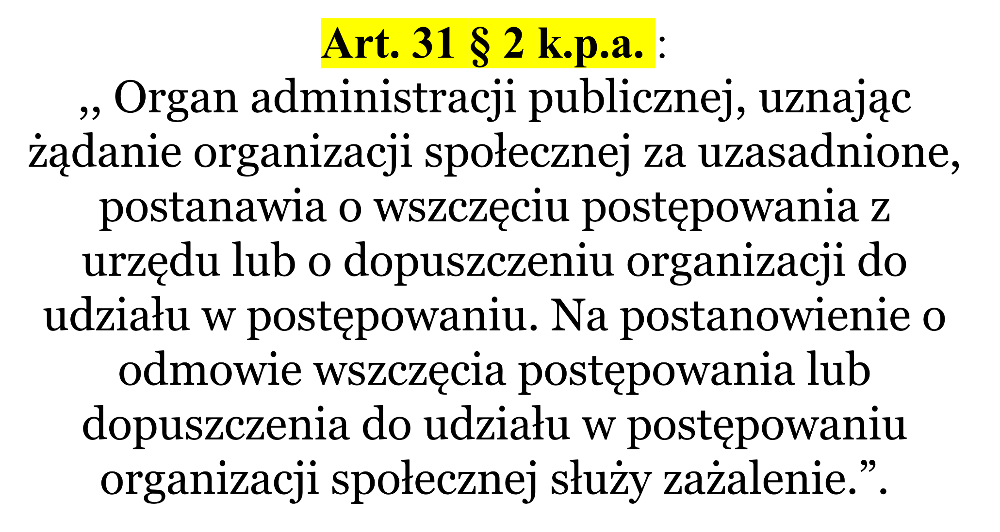 Art. 31 § 2 k.p.a. :
,, Organ administracji publicznej, uznając
żądanie organizacji społecznej za uzasadnione,
postanawia o wszczęciu postępowania z
urzędu lub o dopuszczeniu organizacji do
udziału w postępowaniu. Na postanowienie o
odmowie wszczęcia postępowania lub
dopuszczenia do udziału w postępowaniu
organizacji społecznej służy zażalenie.”.